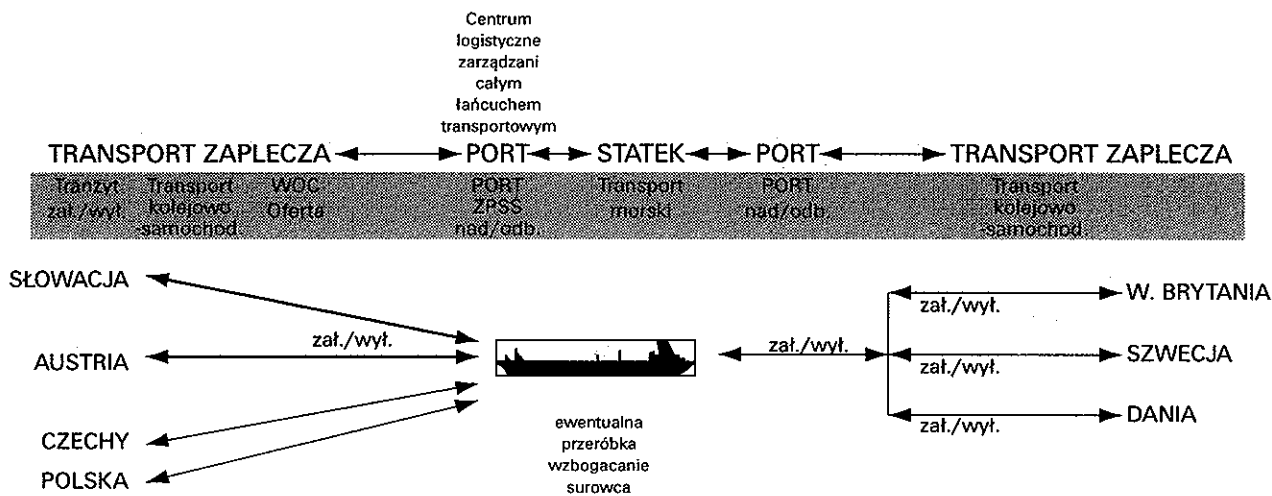 Centrum
logistyczne
zarządzani
całym
łańcuchem
transportowym
TRANSPORT ZAPLECZA PORT STATEK PORT TRANSPORT ZAPLECZA
Tranzyt Transport WOC PORT Transport PORT Transport
zał./wył. kolejowo Oferta ZPSS morski nad/odb. kolejowo
-samochod. nad/odb. -samochod.
SŁOWACJA
zał./wył. W. BRYTANIA
AUSTRIA zał./wył. zał./wył. zał./wył. SZWECJA
zał./wył. DANIA
CZECHY
POLSKA
ewentualna
przeróbka
wzbogacanie
surowca